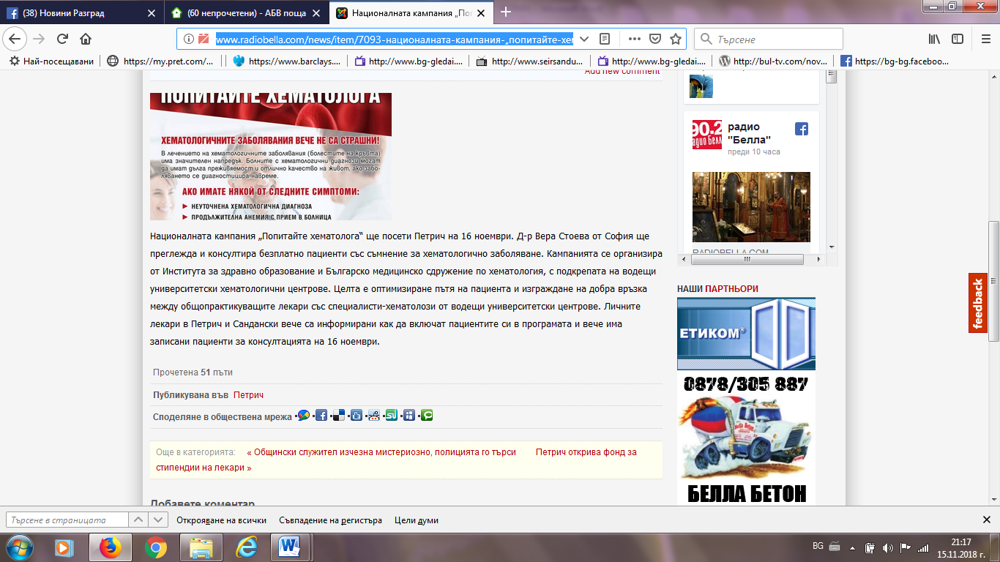 (38) Новини Разград
(60 непрочетени) - АБВ поща
Националната кампания „Поп
www.radiobella.com/news/item/7093-националната-кампания-„попитайте-хем
Търсене
Най-посещавани
https://my.pret.com/...
https://www.barclays....
http://www.bg-gledai....
http://www.seirsandu...
http://www.bg-gledai....
http://bul-tv.com/nov...
https://bg-bg.faceboo...
Add new comment
ПОПИТАЙТЕ ХЕМАТОЛОГА
ХЕМАТОЛОГИЧНИТЕ ЗАБОЛЯВАНИЯ ВЕЧЕ НЕ СА СТРАШНИ!
В лечението на хематологичните заболявания (болестите на кръвта)
има значителен напредък. Болните с хематологични диагнози могат
да имат дълга преживяемост и отлично качество на живот, ако забо-
ляването се диагностицира навреме.
АКО ИМАТЕ НЯКОЙ ОТ СЛЕДНИТЕ СИМПТОМИ:
НЕУТОЧНЕНА ХЕМАТОЛОГИЧНА ДИАГНОЗА
ПРОДЪЛЖИТЕЛНА АНЕМИЯ С ПРИЕМ В БОЛНИЦА
Националната кампания „Попитайте хематолога“ ще посети Петрич на 16 ноември. Д-р Вера Стоева от София ще
преглежда и консултира безплатно пациенти със съмнение за хематологично заболяване. Кампанията се организира
от Института за здравно образование и Българско медицинско сдружение по хематология, с подкрепата на водещи
университетски хематологични центрове. Целта е оптимизиране пътя на пациента и изграждане на добра връзка
между общопрактикуващите лекари със специалисти-хематолози от водещи университетски центрове. Личните
лекари в Петрич и Сандански вече са информирани как да включат пациентите си в програмата и вече има
записани пациенти за консултацията на 16 ноември.
Прочетена 51 пъти
Публикувана във Петрич
Споделяне в обществена мрежа
Още в категорията: « Общински служител изчезна мистериозно, полицията го търси Петрич открива фонд за
стипендии на лекари »
Добавете коментар
90.2
радио Белла
радио
"Белла"
преди 10 часа
RADIOBELLA.COM
НАШИ ПАРТНЬОРИ
ЕТИКОМ®
0878/305 887
БЕЛЛА БЕТОН
feedback
Търсене в страницата
Открояване на всички
Съвпадение на регистъра
Цели думи
BG
21:17
15.11.2018 г.